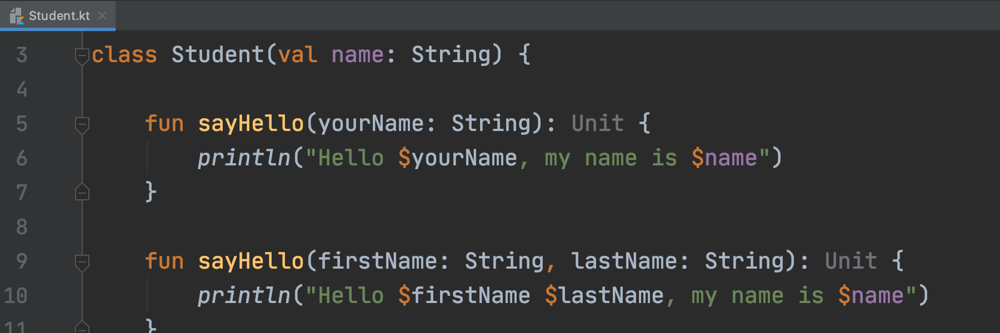 Student.kt
3 class Student(val name: String) {
4
5 fun sayHello(yourName: String): Unit {
6 println("Hello $yourName, my name is $name")
7 }
8
9 fun sayHello(firstName: String, lastName: String): Unit {
10 println("Hello $firstName $lastName, my name is $name")
11 }